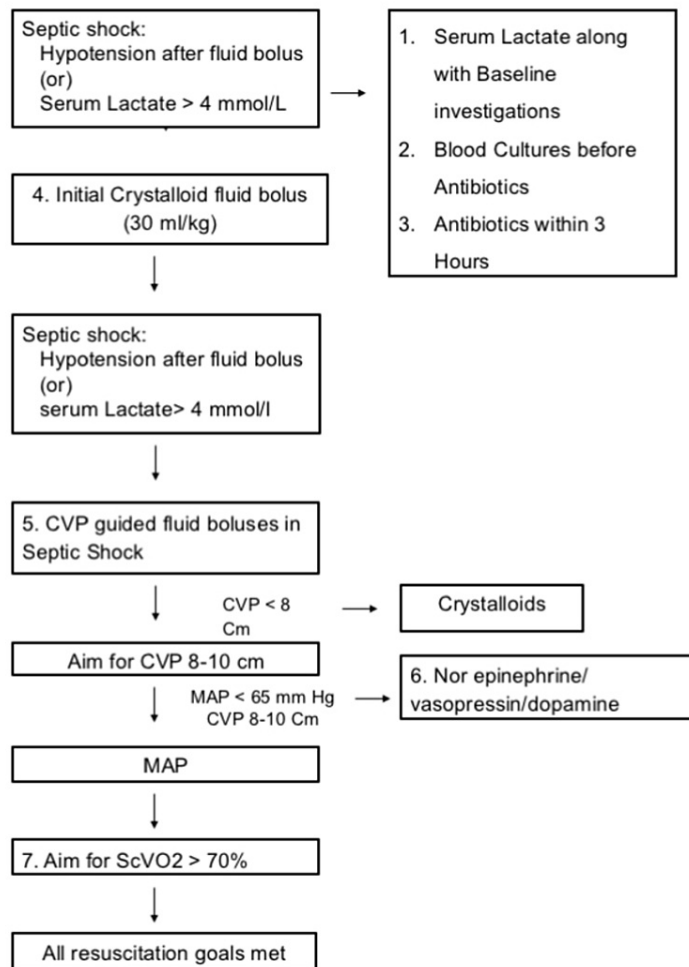 Septic shock:
Hypotension after fluid bolus
(or)
Serum Lactate > 4 mmol/L
1. Serum Lactate along
with Baseline
investigations
2. Blood Cultures before
Antibiotics
3. Antibiotics within 3
Hours
4. Initial Crystalloid fluid bolus
(30 ml/kg)
Septic shock:
Hypotension after fluid bolus
(or)
serum Lactate> 4 mmol/l
5. CVP guided fluid boluses in
Septic Shock
CVP < 8
Cm
Crystalloids
Aim for CVP 8-10 cm
MAP < 65 mm Hg
CVP 8-10 Cm
6. Nor epinephrine/
vasopressin/dopamine
MAP
7. Aim for ScVO2 > 70%
All resuscitation goals met